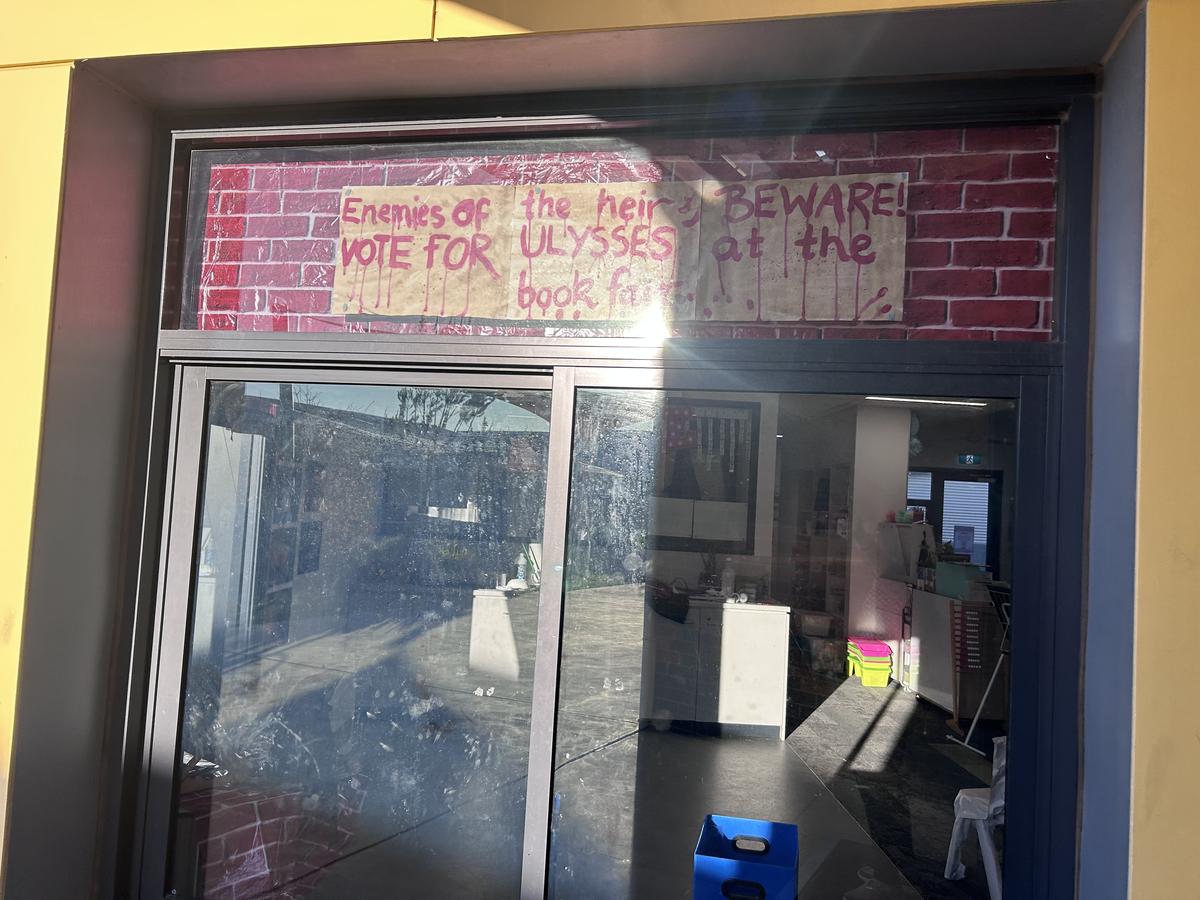 Enemies of the heir, BEWARE!
VOTE FOR ULYSSES at the
book fair...